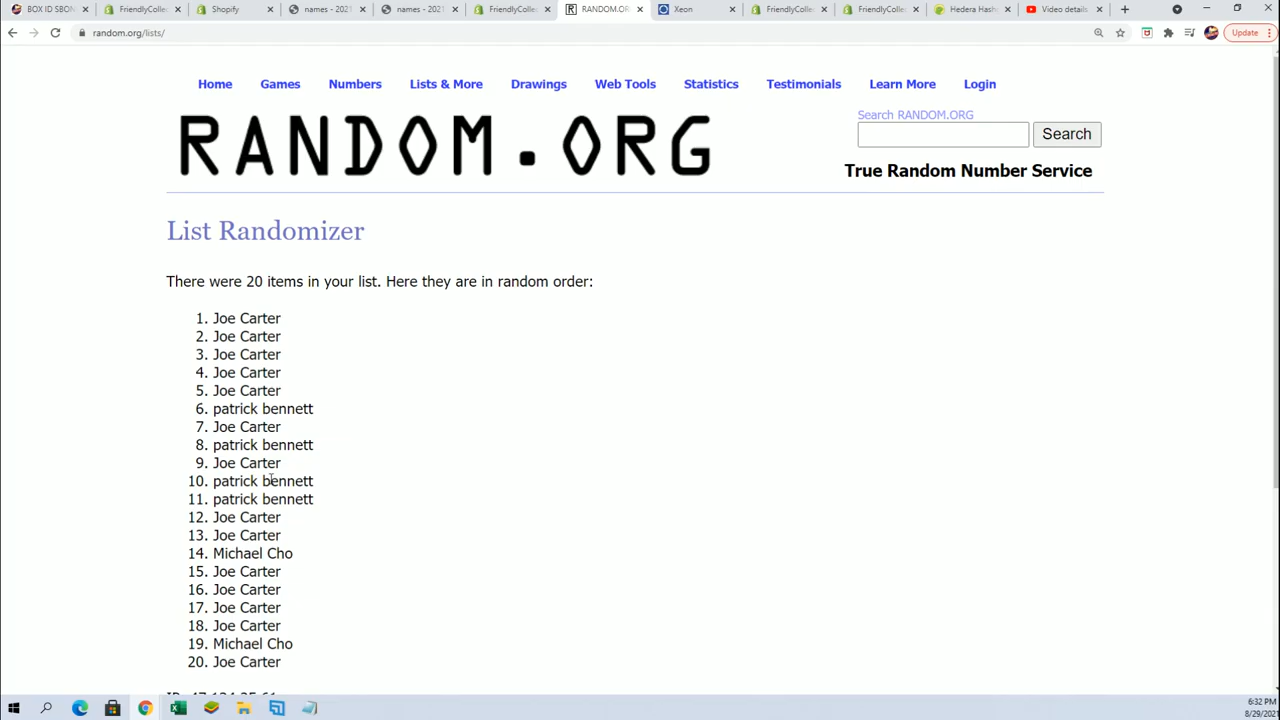 BOX ID SBON
FriendlyCollec
Shopify
names - 2021
names - 2021
FriendlyCollec
RANDOM.OR
Xeon
FriendlyCollec
FriendlyCollec
Hedera Hash
Video details
random.org/lists/
Update
Home Games Numbers Lists & More Drawings Web Tools Statistics Testimonials Learn More Login
RANDOM.ORG
Search RANDOM.ORG
Search
True Random Number Service
List Randomizer
There were 20 items in your list. Here they are in random order:
1. Joe Carter
2. Joe Carter
3. Joe Carter
4. Joe Carter
5. Joe Carter
6. patrick bennett
7. Joe Carter
8. patrick bennett
9. Joe Carter
10. patrick bennett
11. patrick bennett
12. Joe Carter
13. Joe Carter
14. Michael Cho
15. Joe Carter
16. Joe Carter
17. Joe Carter
18. Joe Carter
19. Michael Cho
20. Joe Carter
6:32 PM
8/29/2021